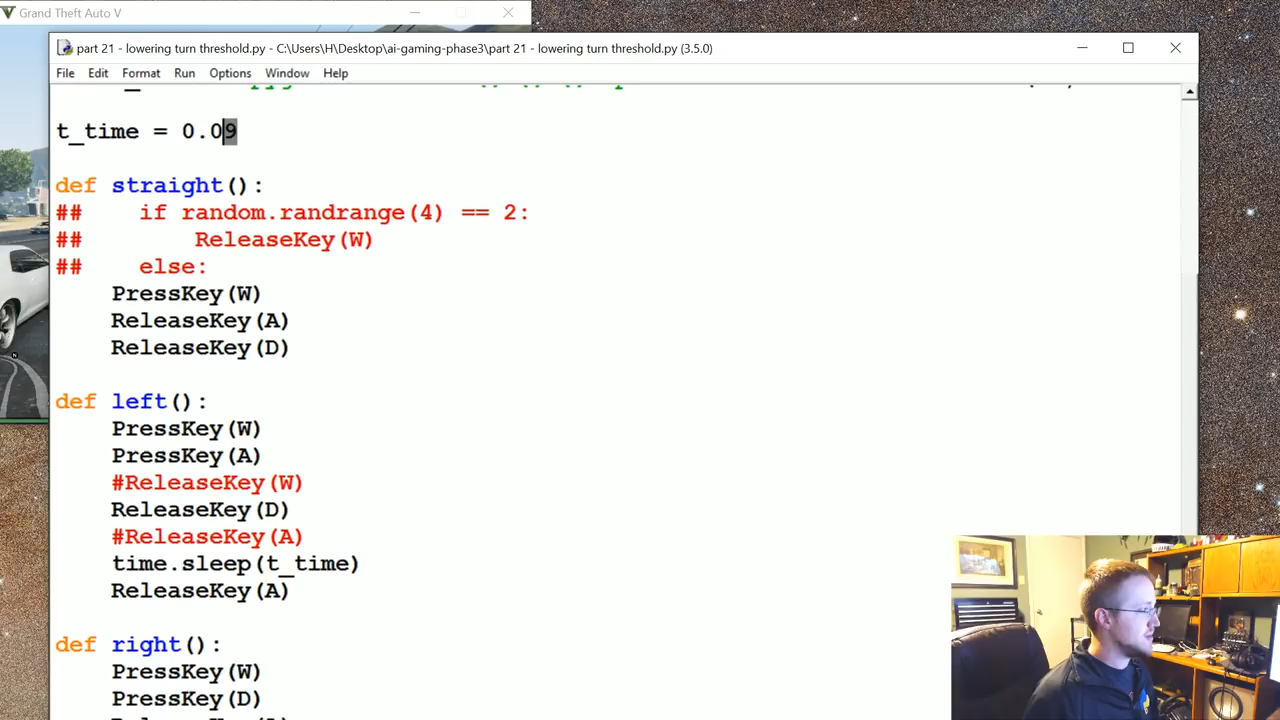 Grand Theft Auto V
part 21 - lowering turn threshold.py - C:\Users\H\Desktop\ai-gaming-phase3\part 21 - lowering turn threshold.py (3.5.0)
File Edit Format Run Options Window Help
t_time = 0.09
def straight():
##    if random.randrange(4) == 2:
##        ReleaseKey(W)
##    else:
    PressKey(W)
    ReleaseKey(A)
    ReleaseKey(D)
def left():
    PressKey(W)
    PressKey(A)
    #ReleaseKey(W)
    ReleaseKey(D)
    #ReleaseKey(A)
    time.sleep(t_time)
    ReleaseKey(A)
def right():
    PressKey(W)
    PressKey(D)